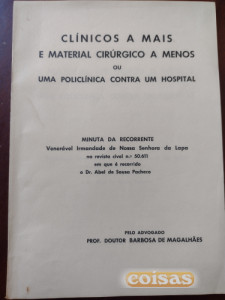 CLÍNICOS A MAIS
E MATERIAL CIRÚRGICO A MENOS
OU
UMA POLICLÍNICA CONTRA UM HOSPITAL
MINUTA DA RECORRENTE
Venerável Irmandade de Nossa Senhora da Lapa
na revista cível n.º 50.611
em que é recorrido
o Dr. Abel de Sousa Pacheco
PELO ADVOGADO
PROF. DOUTOR BARBOSA DE MAGALHÃES
coisas